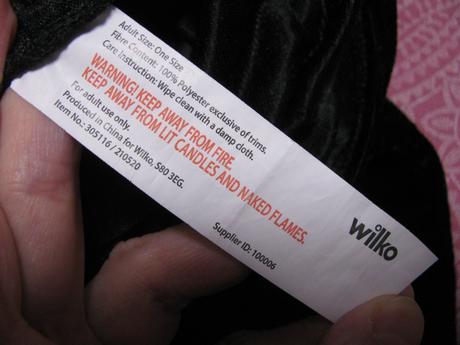 Adult Size: One Size
Fibre Content: 100% Polyester exclusive of trims.
Care Instruction: Wipe clean with a damp cloth.
WARNING! KEEP AWAY FROM FIRE.
KEEP AWAY FROM LIT CANDLES AND NAKED FLAMES.
For adult use only.
Produced in China for Wilko, S80 3EG.
Item No.: 305116 / 210520
Supplier ID: 100006
wilko